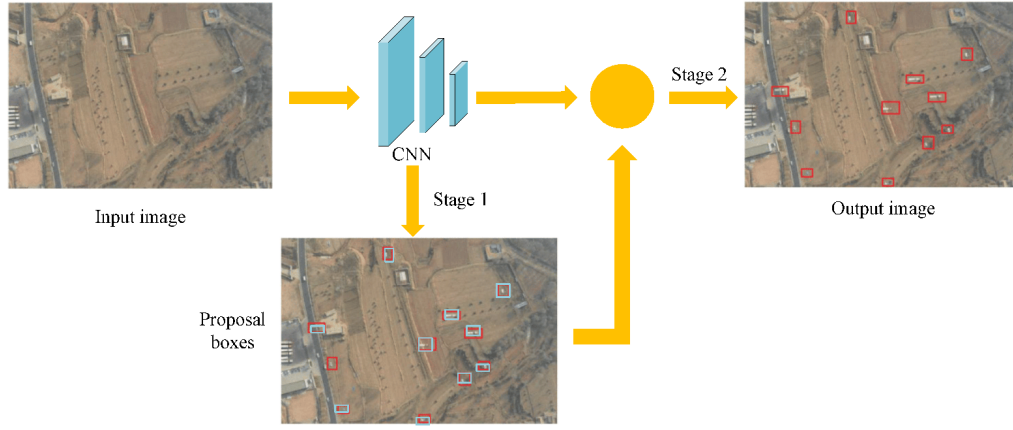 Stage 2
CNN
Input image
Stage 1
Output image
Proposal
boxes